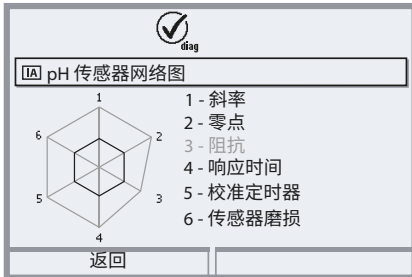 diag
IA pH 传感器网络图
1
2
3
4
5
6
1 - 斜率
2 - 零点
3 - 阻抗
4 - 响应时间
5 - 校准定时器
6 - 传感器磨损
返回